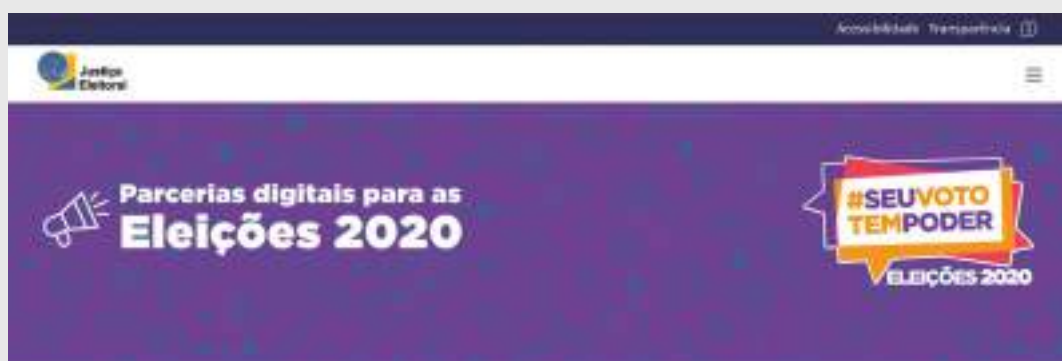 Acessibilidade Transparência
Justiça
Eleitoral
Parcerias digitais para as
Eleições 2020
#SEUVOTO
TEMPODER
ELEIÇÕES 2020